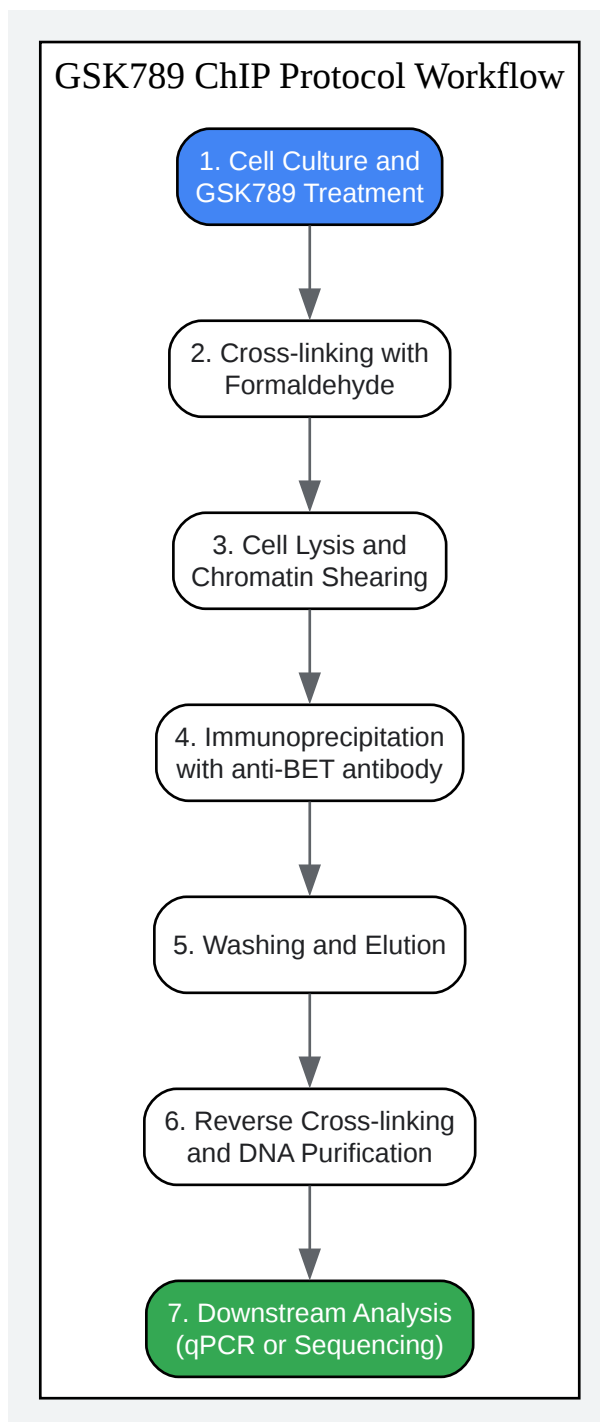 GSK789 ChIP Protocol Workflow
1. Cell Culture and
GSK789 Treatment
2. Cross-linking with
Formaldehyde
3. Cell Lysis and
Chromatin Shearing
4. Immunoprecipitation
with anti-BET antibody
5. Washing and Elution
6. Reverse Cross-linking
and DNA Purification
7. Downstream Analysis
(qPCR or Sequencing)